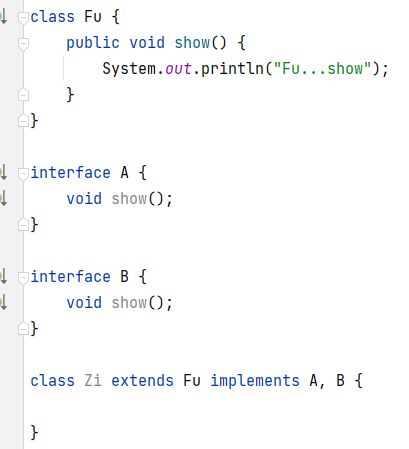 class Fu {
    public void show() {
        System.out.println("Fu...show");
    }
}

interface A {
    void show();
}

interface B {
    void show();
}

class Zi extends Fu implements A, B {

}